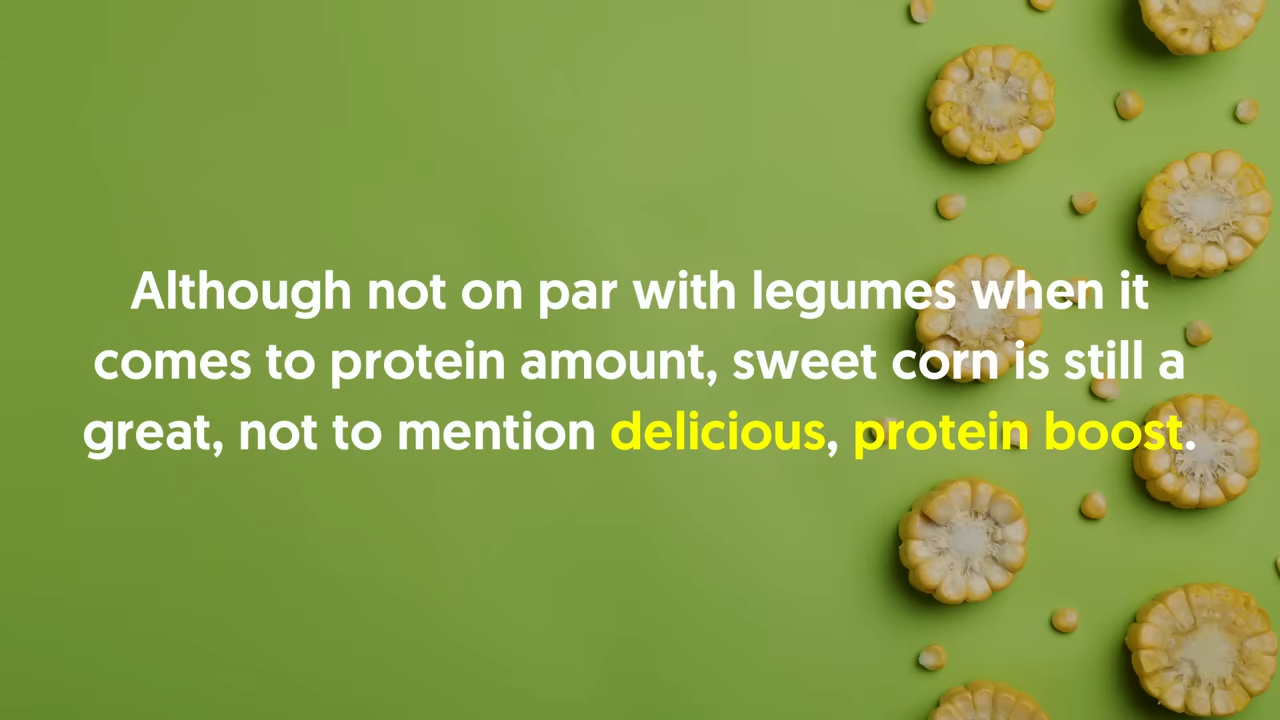 Although not on par with legumes when it
comes to protein amount, sweet corn is still a
great, not to mention delicious, protein boost.